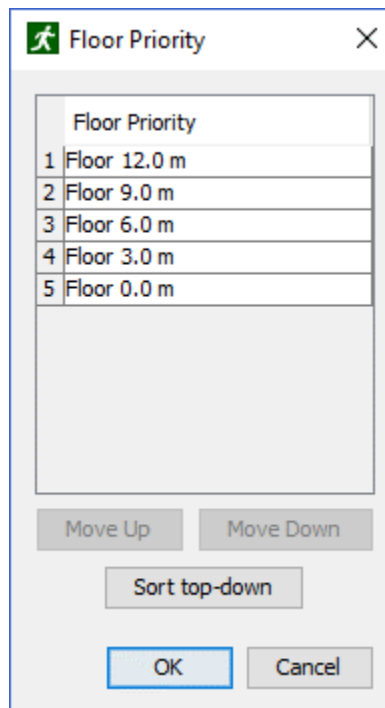 Floor Priority
Floor Priority
1 Floor 12.0 m
2 Floor 9.0 m
3 Floor 6.0 m
4 Floor 3.0 m
5 Floor 0.0 m
Move Up Move Down
Sort top-down
OK Cancel